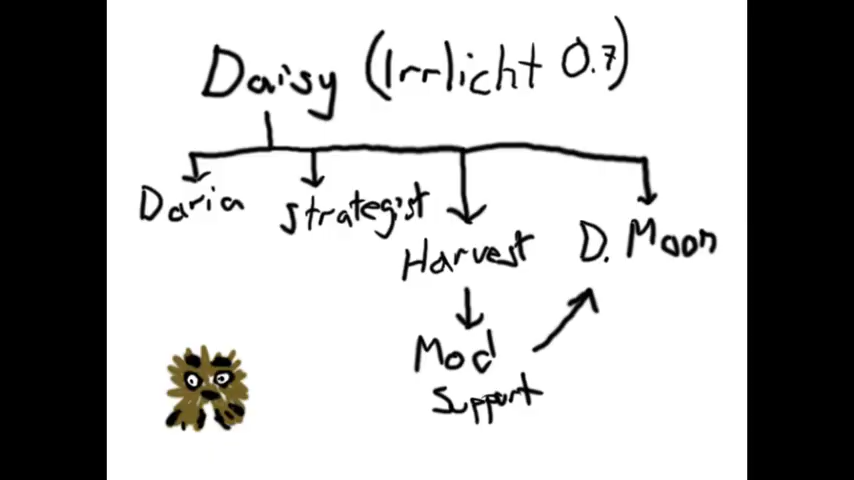 Daisy (Irrlicht 0.7)
Daria
Strategist
Harvest
D. Moon
Mod
Support